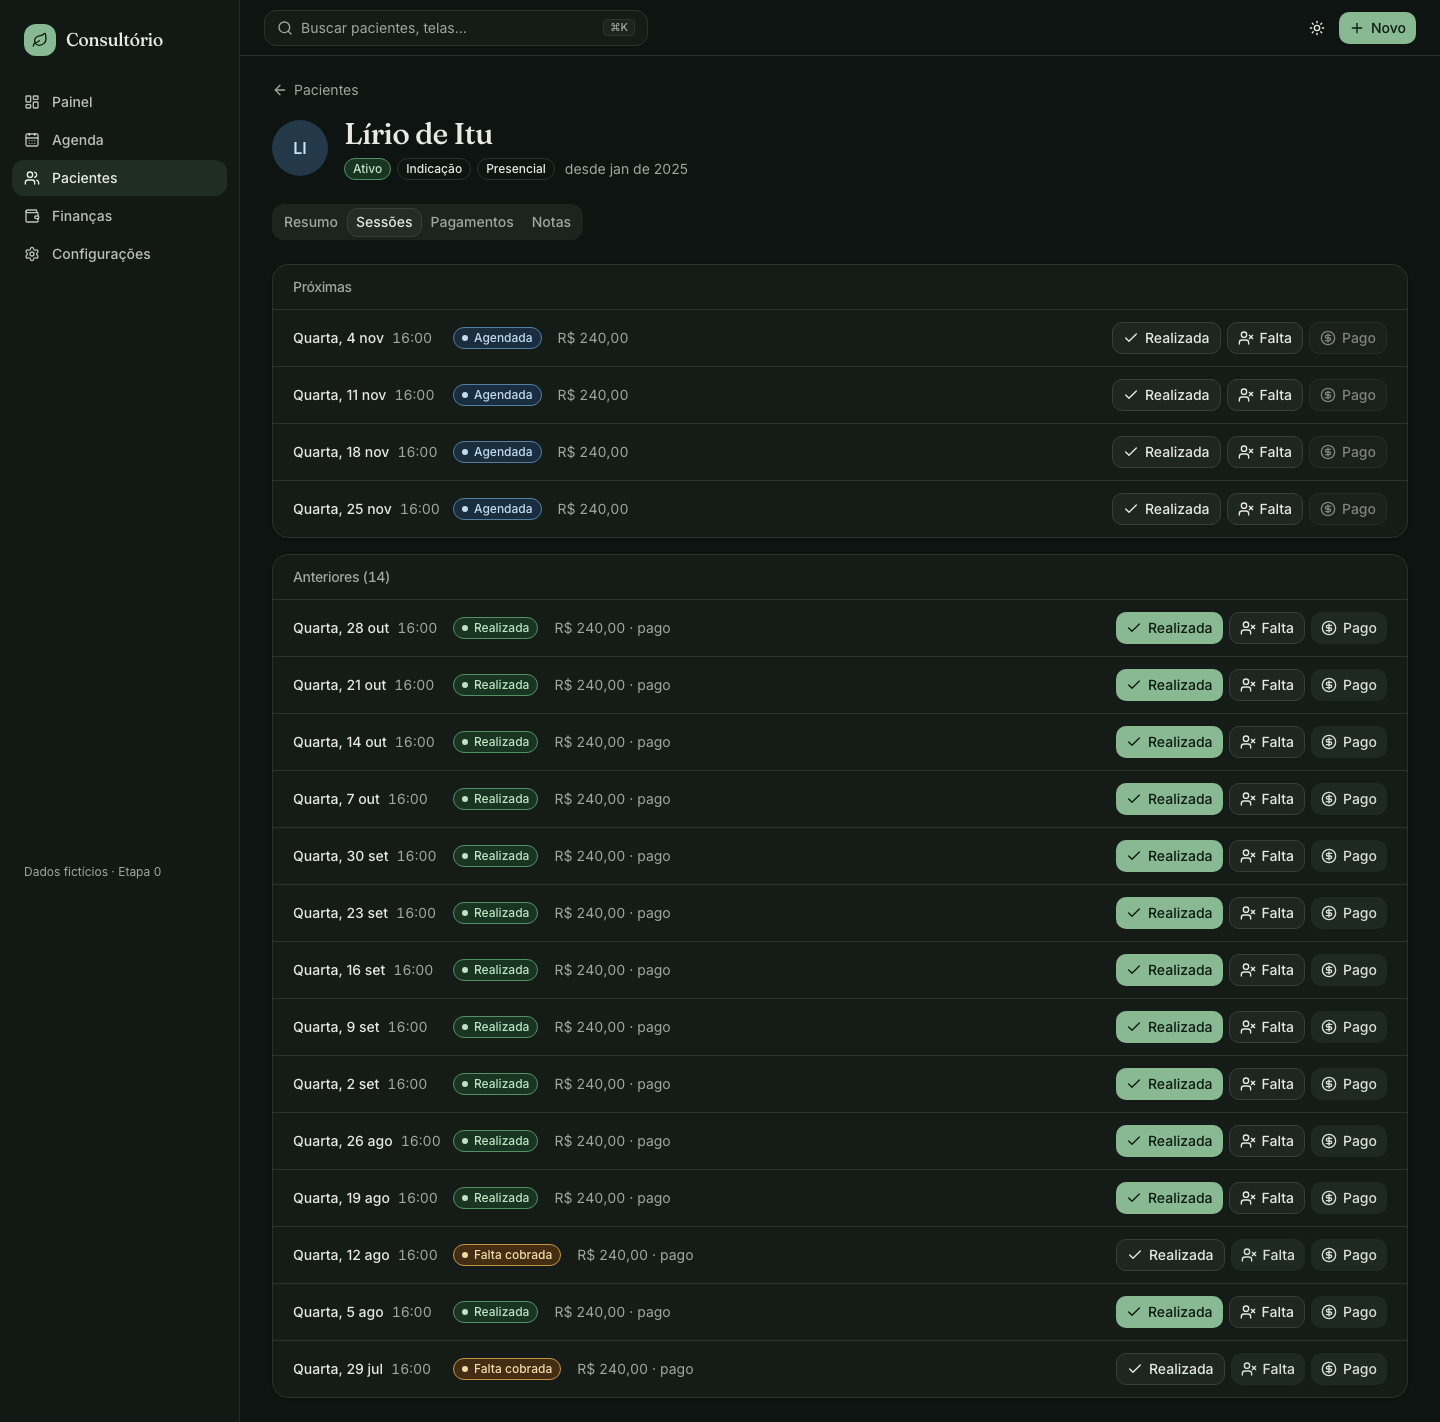 Consultório
Buscar pacientes, telas...
⌘K
Novo
Painel
Agenda
Pacientes
Finanças
Configurações
Dados fictícios · Etapa 0
Pacientes
LI
Lírio de Itu
Ativo Indicação Presencial desde jan de 2025
Resumo Sessões Pagamentos Notas
Próximas
Quarta, 4 nov 16:00 Agendada R$ 240,00 Realizada Falta Pago
Quarta, 11 nov 16:00 Agendada R$ 240,00 Realizada Falta Pago
Quarta, 18 nov 16:00 Agendada R$ 240,00 Realizada Falta Pago
Quarta, 25 nov 16:00 Agendada R$ 240,00 Realizada Falta Pago
Anteriores (14)
Quarta, 28 out 16:00 Realizada R$ 240,00 · pago Realizada Falta Pago
Quarta, 21 out 16:00 Realizada R$ 240,00 · pago Realizada Falta Pago
Quarta, 14 out 16:00 Realizada R$ 240,00 · pago Realizada Falta Pago
Quarta, 7 out 16:00 Realizada R$ 240,00 · pago Realizada Falta Pago
Quarta, 30 set 16:00 Realizada R$ 240,00 · pago Realizada Falta Pago
Quarta, 23 set 16:00 Realizada R$ 240,00 · pago Realizada Falta Pago
Quarta, 16 set 16:00 Realizada R$ 240,00 · pago Realizada Falta Pago
Quarta, 9 set 16:00 Realizada R$ 240,00 · pago Realizada Falta Pago
Quarta, 2 set 16:00 Realizada R$ 240,00 · pago Realizada Falta Pago
Quarta, 26 ago 16:00 Realizada R$ 240,00 · pago Realizada Falta Pago
Quarta, 19 ago 16:00 Realizada R$ 240,00 · pago Realizada Falta Pago
Quarta, 12 ago 16:00 Falta cobrada R$ 240,00 · pago Realizada Falta Pago
Quarta, 5 ago 16:00 Realizada R$ 240,00 · pago Realizada Falta Pago
Quarta, 29 jul 16:00 Falta cobrada R$ 240,00 · pago Realizada Falta Pago